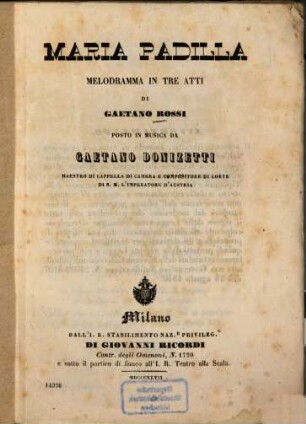 MARIA PADILLA
MELODRAMMA IN TRE ATTI
DI
GAETANO ROSSI
POSTO IN MUSICA DA
GAETANO DONIZETTI
MAESTRO DI CAPPELLA DI CAMERA E COMPOSITORE DI CORTE
DI S. M. L'IMPERATORE D'AUSTRIA
Milano
DALL'I. R. STABILIMENTO NAZ.e PRIVILEG.o
DI GIOVANNI RICORDI
Contr. degli Omenoni, N. 1720
e sotto il portico di fianco all'I. R. Teatro alla Scala.